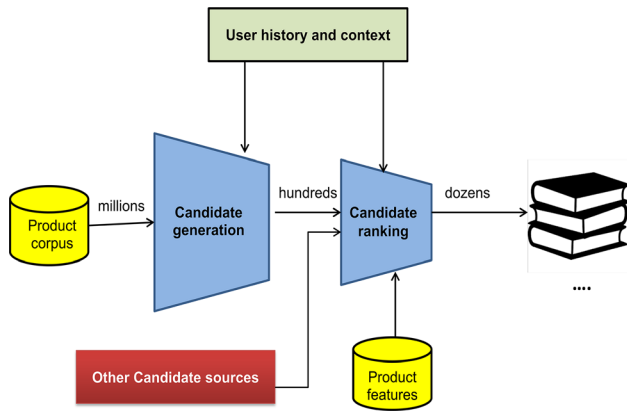 User history and context
millions
Product
corpus
Candidate
generation
hundreds
Candidate
ranking
dozens
....
Other Candidate sources
Product
features